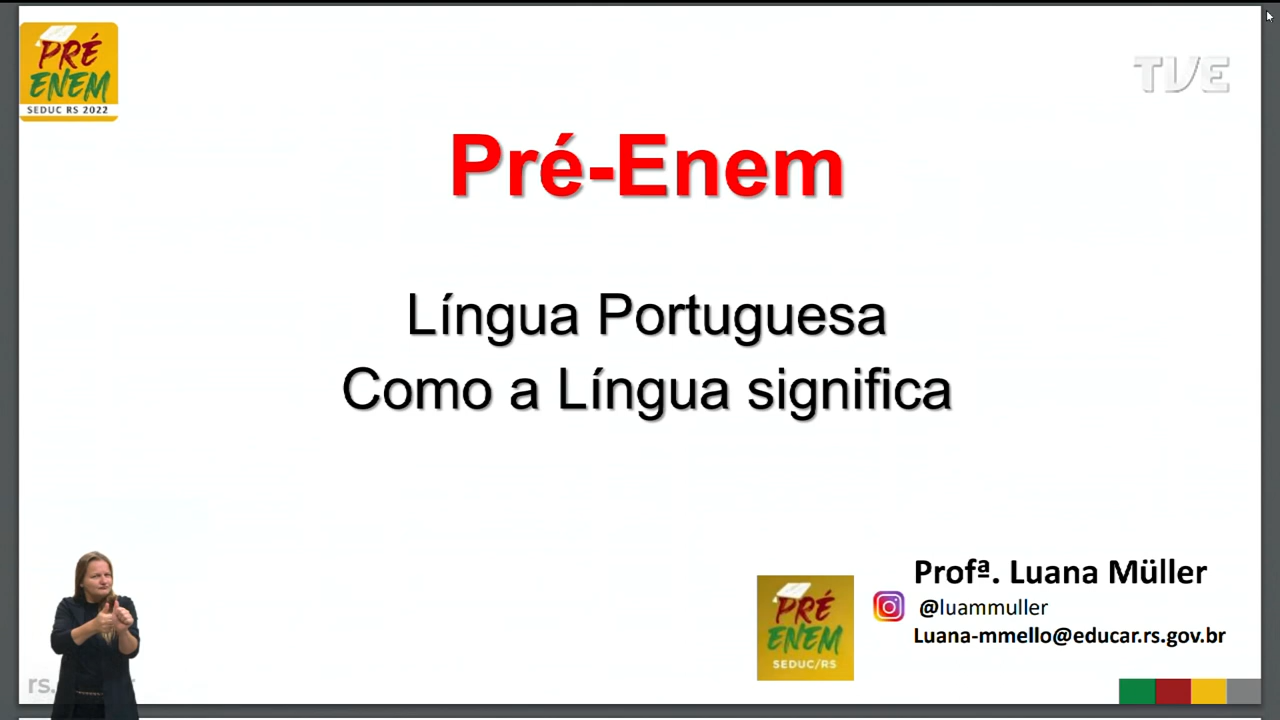 PRÉ
ENEM
SEDUC RS 2022
TVE
Pré-Enem
Língua Portuguesa
Como a Língua significa
Profª. Luana Müller
@luammuller
Luana-mmello@educar.rs.gov.br
PRÉ
ENEM
SEDUC/RS
rs.